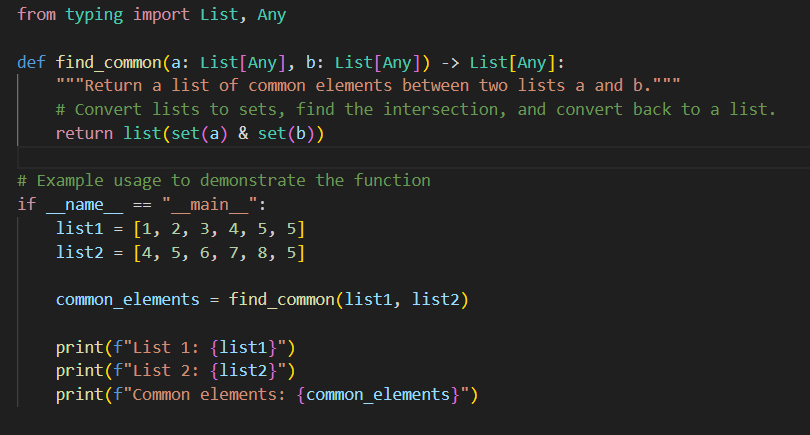 from typing import List, Any
def find_common(a: List[Any], b: List[Any]) -> List[Any]:
    """Return a list of common elements between two lists a and b."""
    # Convert lists to sets, find the intersection, and convert back to a list.
    return list(set(a) & set(b))
# Example usage to demonstrate the function
if __name__ == "__main__":
    list1 = [1, 2, 3, 4, 5, 5]
    list2 = [4, 5, 6, 7, 8, 5]
    common_elements = find_common(list1, list2)
    print(f"List 1: {list1}")
    print(f"List 2: {list2}")
    print(f"Common elements: {common_elements}")